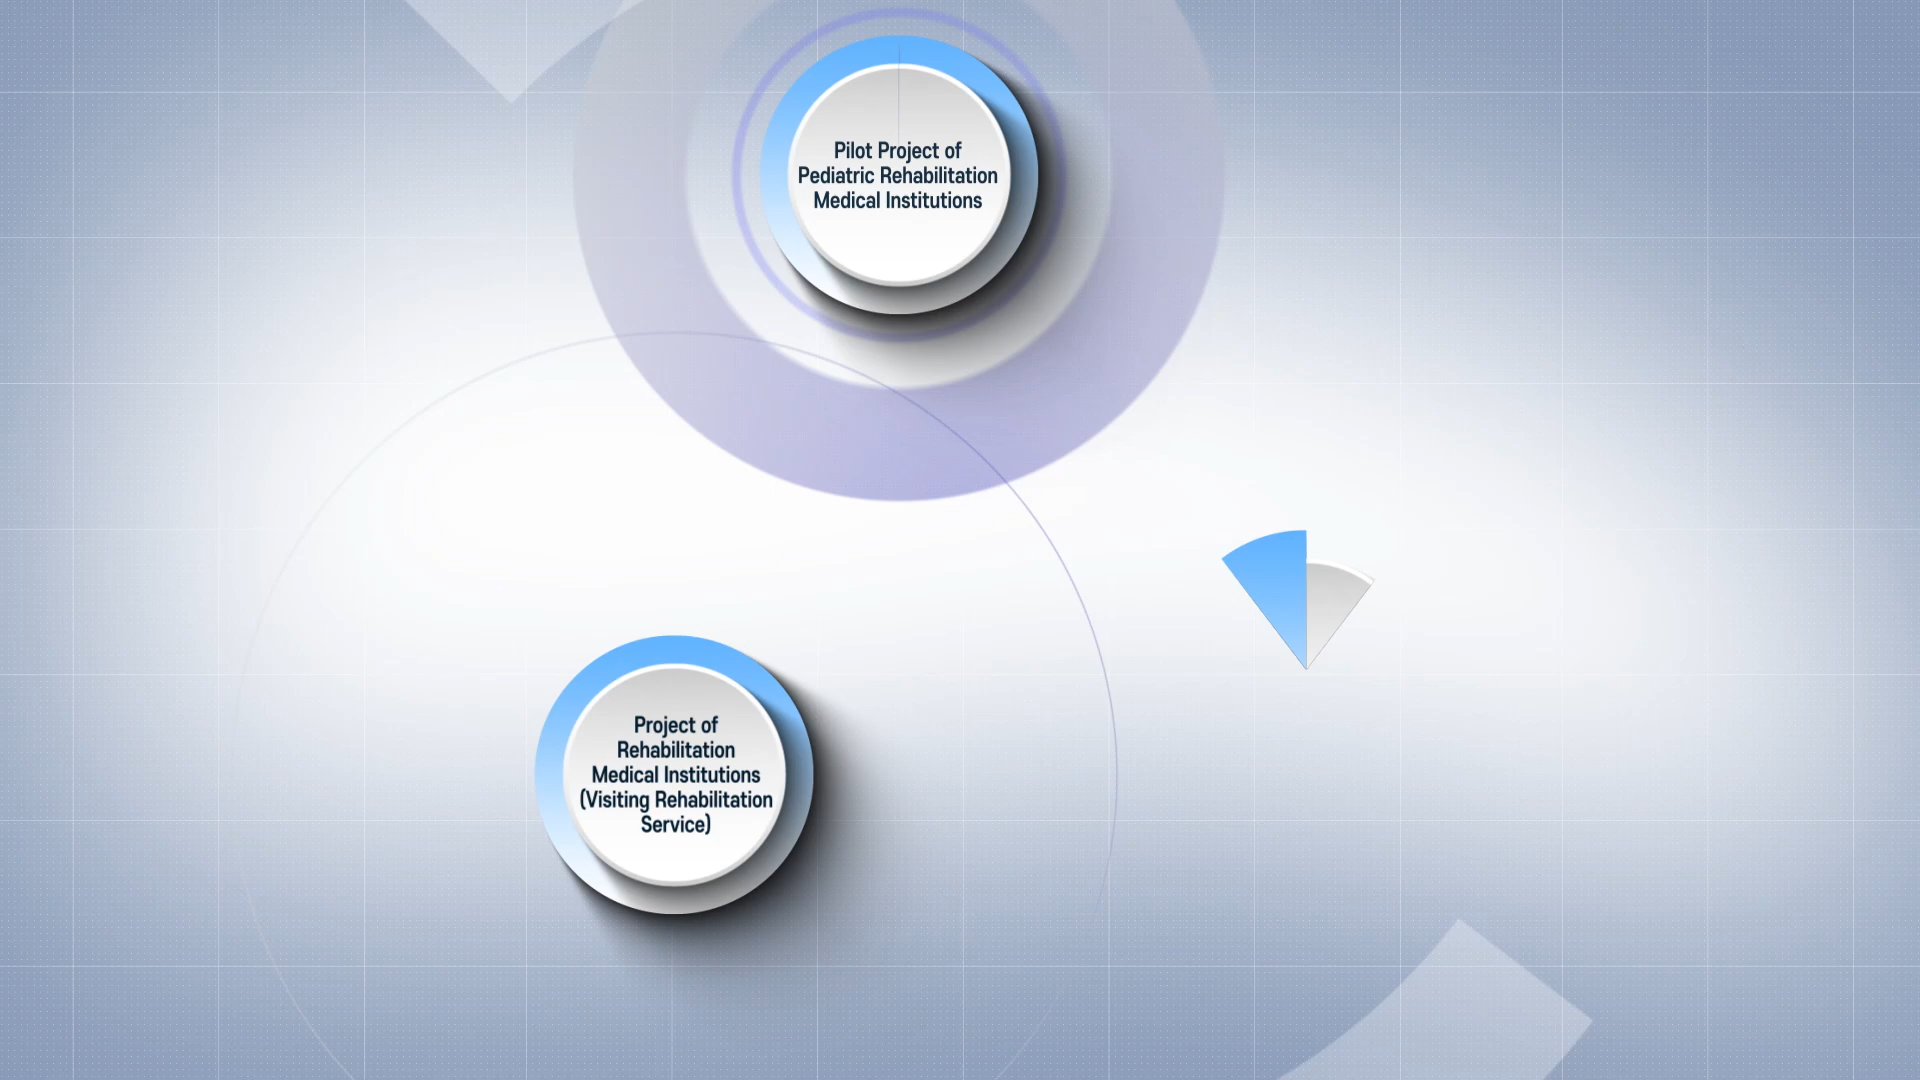 Pilot Project of
Pediatric Rehabilitation
Medical Institutions
Project of
Rehabilitation
Medical Institutions
(Visiting Rehabilitation
Service)